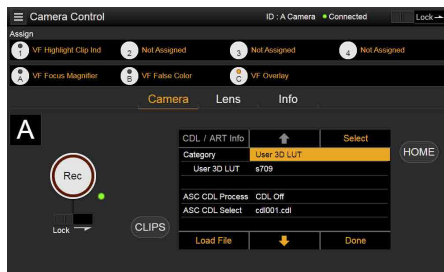 Camera Control
ID : A Camera
Connected
Lock
Assign
1 VF Highlight Clip Ind
2 Not Assigned
3 Not Assigned
4 Not Assigned
A VF Focus Magnifier
B VF False Color
C VF Overlay
Camera Lens Info
A
CDL / ART Info
Select
Category User 3D LUT
User 3D LUT s709
ASC CDL Process CDL Off
ASC CDL Select cdl001.cdl
Load File
Done
HOME
Rec
Lock
CLIPS